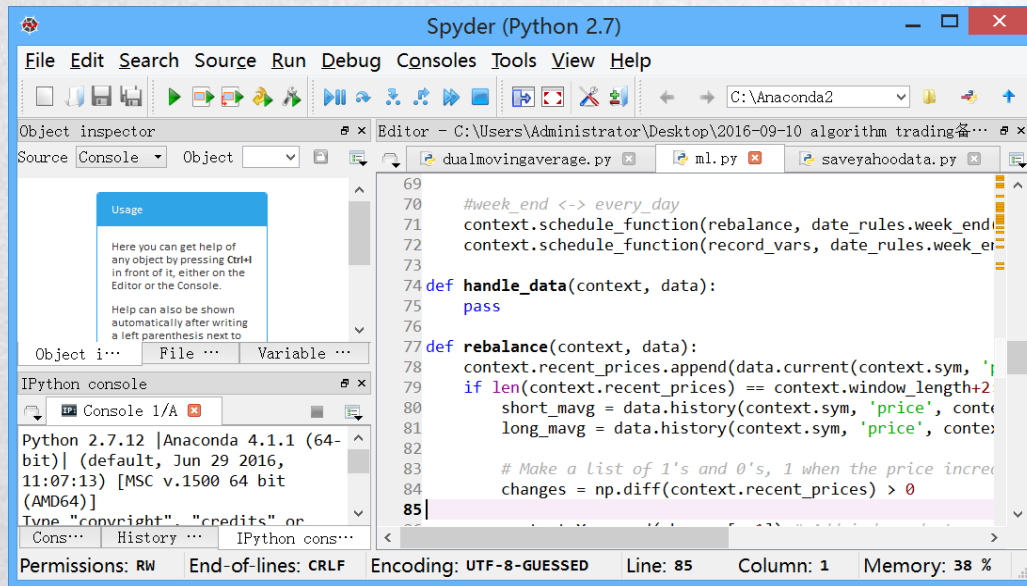 Spyder (Python 2.7)
File Edit Search Source Run Debug Consoles Tools View Help
C:\Anaconda2
Object inspector
Source Console Object
Usage
Here you can get help of
any object by pressing Ctrl+I
in front of it, either on the
Editor or the Console.
Help can also be shown
automatically after writing
a left parenthesis next to
Object i··· File ··· Variable ···
IPython console
Console 1/A
Python 2.7.12 |Anaconda 4.1.1 (64-
bit)| (default, Jun 29 2016,
11:07:13) [MSC v.1500 64 bit
(AMD64)]
Type "copyright", "credits" or
Cons··· History ··· IPython cons···
Editor - C:\Users\Administrator\Desktop\2016-09-10 algorithm trading备···
dualmovingaverage.py ml.py saveyahoodata.py
69
70 #week_end <-> every_day
71 context.schedule_function(rebalance, date_rules.week_end(
72 context.schedule_function(record_vars, date_rules.week_en
73
74 def handle_data(context, data):
75 pass
76
77 def rebalance(context, data):
78 context.recent_prices.append(data.current(context.sym, 'p
79 if len(context.recent_prices) == context.window_length+2
80 short_mavg = data.history(context.sym, 'price', conte
81 long_mavg = data.history(context.sym, 'price', contex
82
83 # Make a list of 1's and 0's, 1 when the price increa
84 changes = np.diff(context.recent_prices) > 0
85
Permissions: RW End-of-lines: CRLF Encoding: UTF-8-GUESSED Line: 85 Column: 1 Memory: 38 %